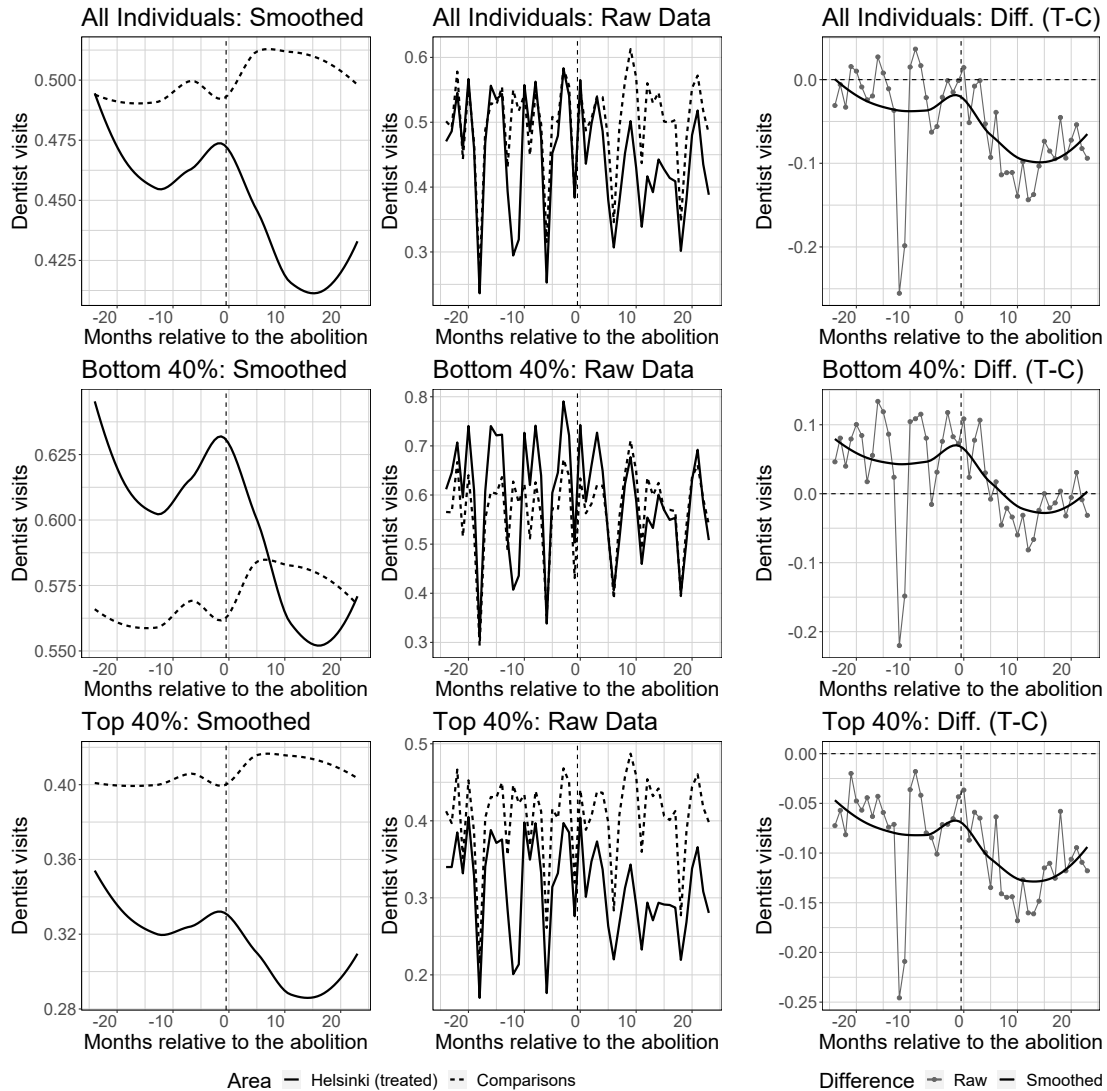 All Individuals: Smoothed
All Individuals: Raw Data
All Individuals: Diff. (T-C)
Dentist visits
0.500
0.475
0.450
0.425
-20 -10 0 10 20
Months relative to the abolition
Dentist visits
0.6
0.5
0.4
0.3
-20 -10 0 10 20
Months relative to the abolition
Dentist visits
0.0
-0.1
-0.2
-20 -10 0 10 20
Months relative to the abolition
Bottom 40%: Smoothed
Bottom 40%: Raw Data
Bottom 40%: Diff. (T-C)
Dentist visits
0.625
0.600
0.575
0.550
-20 -10 0 10 20
Months relative to the abolition
Dentist visits
0.8
0.7
0.6
0.5
0.4
0.3
-20 -10 0 10 20
Months relative to the abolition
Dentist visits
0.1
0.0
-0.1
-0.2
-20 -10 0 10 20
Months relative to the abolition
Top 40%: Smoothed
Top 40%: Raw Data
Top 40%: Diff. (T-C)
Dentist visits
0.40
0.36
0.32
0.28
-20 -10 0 10 20
Months relative to the abolition
Dentist visits
0.5
0.4
0.3
0.2
-20 -10 0 10 20
Months relative to the abolition
Dentist visits
0.00
-0.05
-0.10
-0.15
-0.20
-0.25
-20 -10 0 10 20
Months relative to the abolition
Area Helsinki (treated) Comparisons
Difference Raw Smoothed